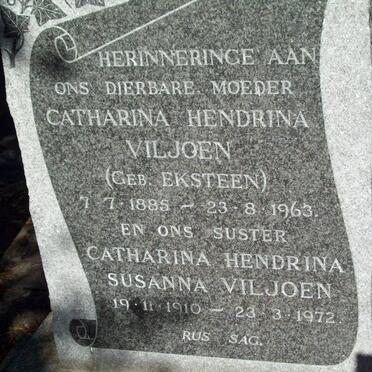 HERINNERINGE AAN
ONS DIERBARE MOEDER
CATHARINA HENDRINA
VILJOEN
(GEB. EKSTEEN)
7·7·1885 – 23·8·1963.
EN ONS SUSTER
CATHARINA HENDRINA
SUSANNA VILJOEN
19·11·1910 – 23·3·1972.
RUS SAG.